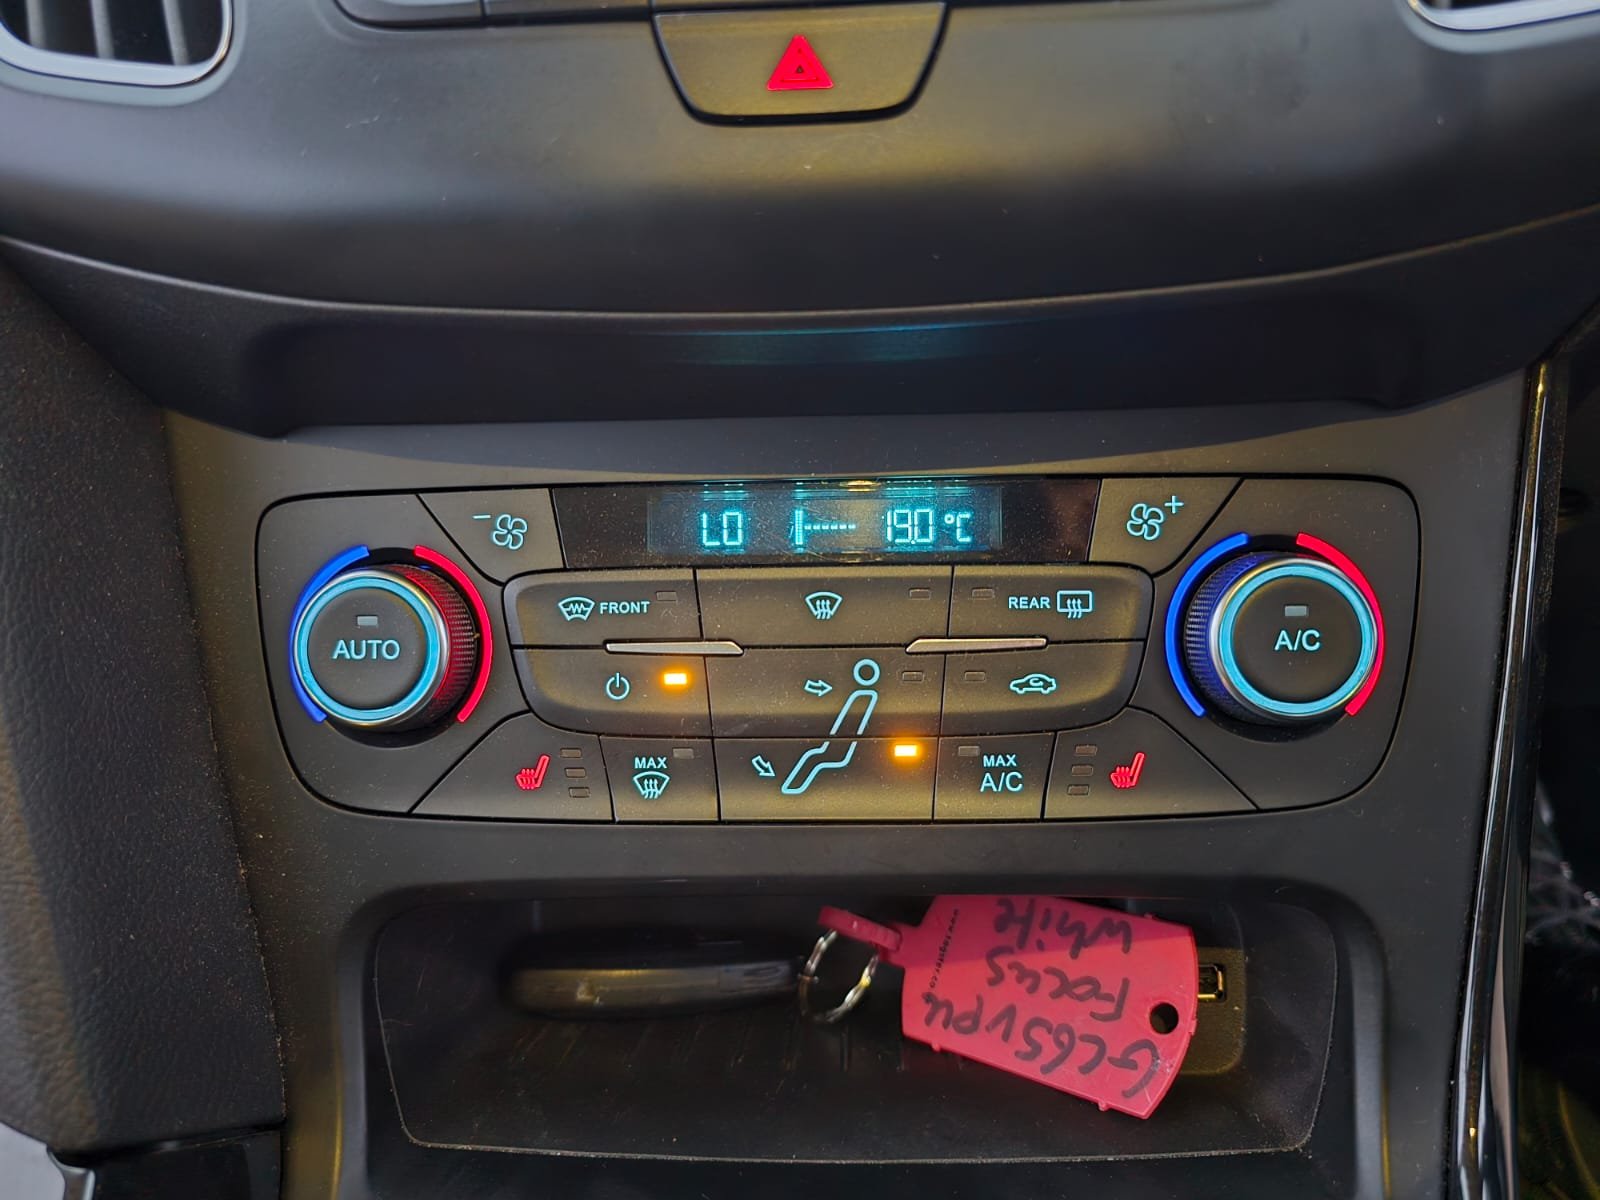 LO 19.0 °C
FRONT
REAR
AUTO
A/C
MAX
MAX
A/C
GC65VPU
Focus
White